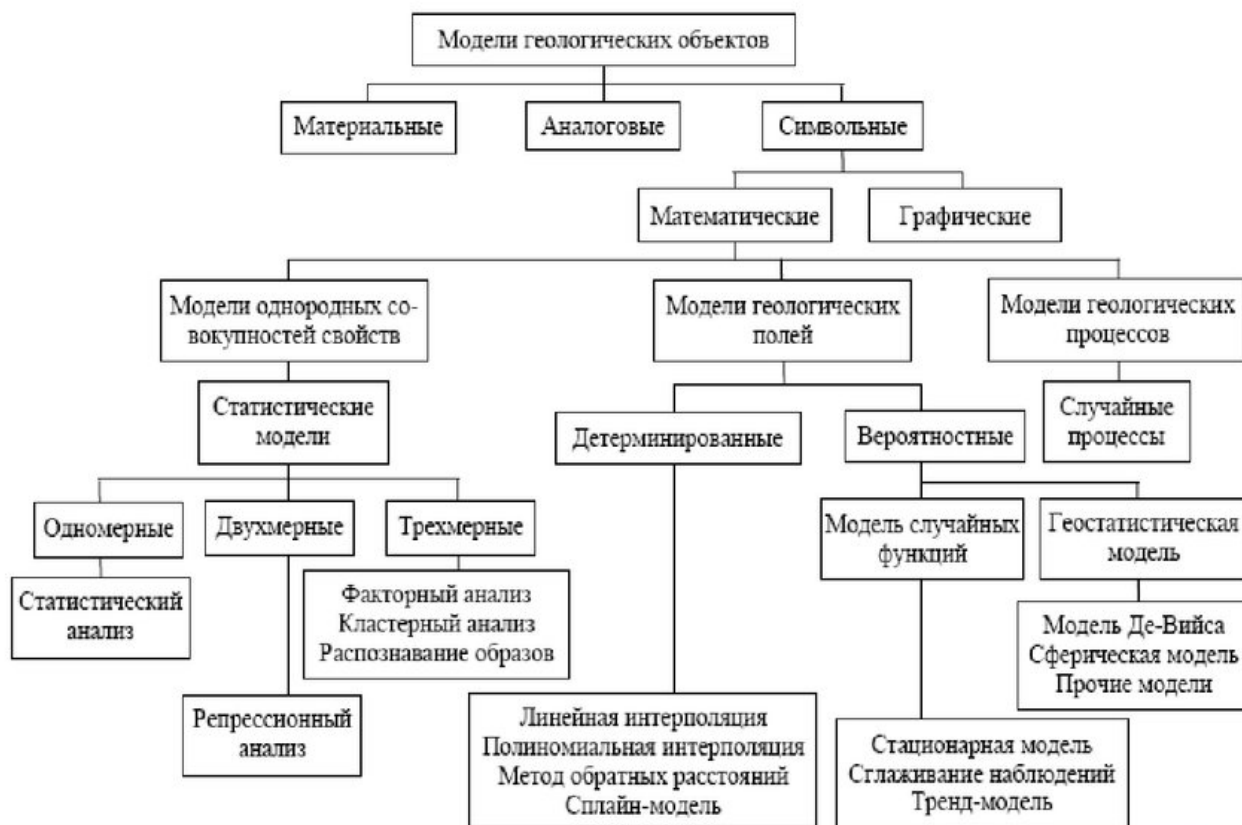 Модели геологических объектов
Материальные
Аналоговые
Символьные
Математические
Графические
Модели однородных со-
вокупностей свойств
Модели геологических
полей
Модели геологических
процессов
Статистические
модели
Детерминированные
Вероятностные
Случайные
процессы
Одномерные
Двухмерные
Трехмерные
Модель случайных
функций
Геостатистическая
модель
Статистический
анализ
Факторный анализ
Кластерный анализ
Распознавание образов
Модель Де-Вийса
Сферическая модель
Прочие модели
Репрессионный
анализ
Линейная интерполяция
Полиномиальная интерполяция
Метод обратных расстояний
Сплайн-модель
Стационарная модель
Сглаживание наблюдений
Тренд-модель